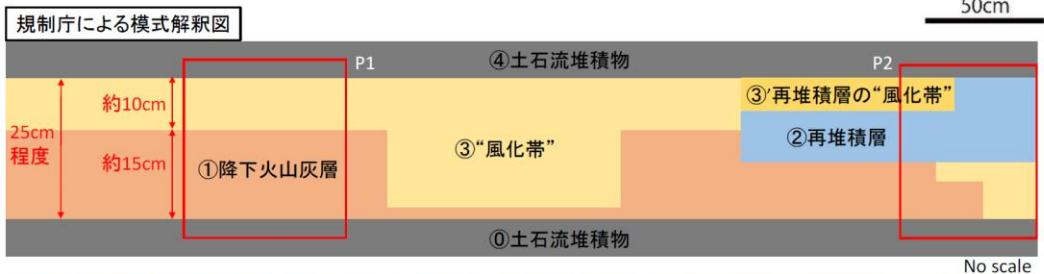 50cm
規制庁による模式解釈図
P1
④土石流堆積物
P2
約10cm
③’再堆積層の“風化帯”
25cm
程度
約15cm
①降下火山灰層
③“風化帯”
②再堆積層
⓪土石流堆積物
No scale